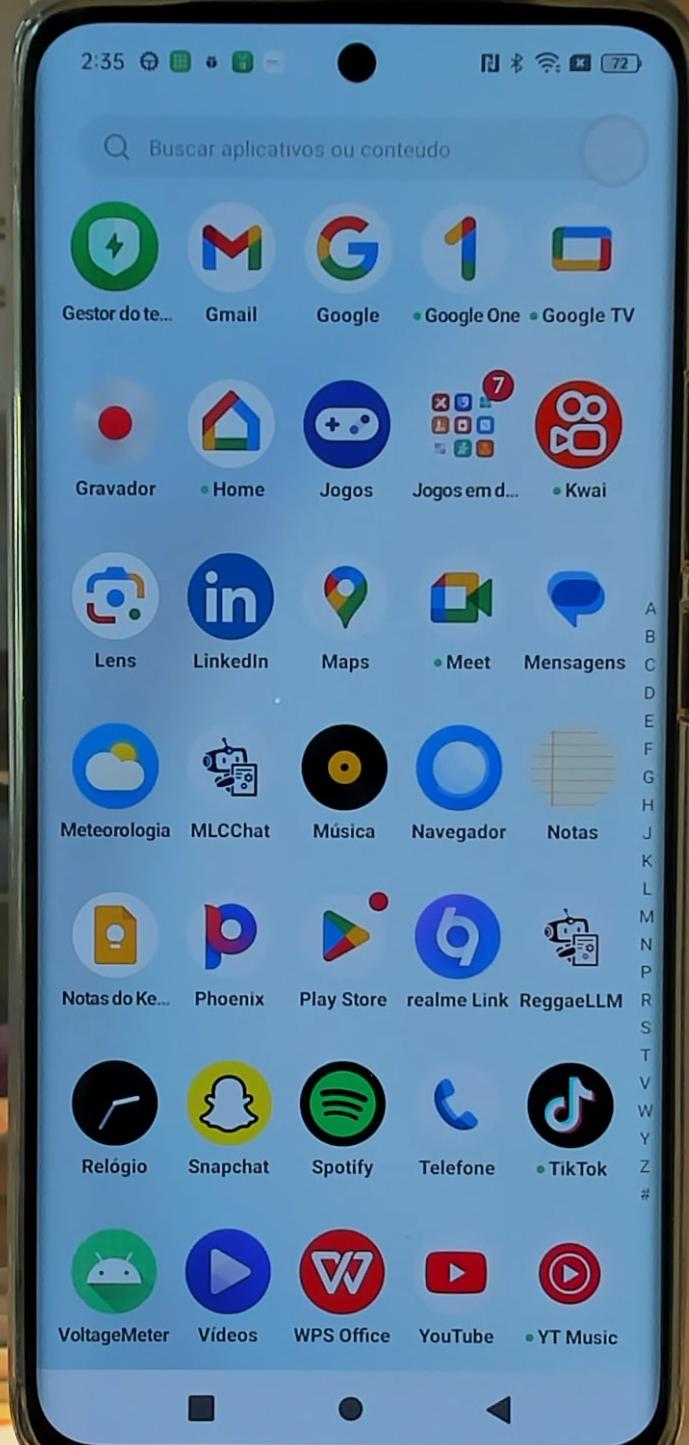 2:35 72
Buscar aplicativos ou conteúdo
Gestor do te... Gmail Google Google One Google TV
7
Gravador Home Jogos Jogos em d... Kwai
in
Lens LinkedIn Maps Meet Mensagens
Meteorologia MLCChat Música Navegador Notas
Notas do Ke... Phoenix Play Store realme Link ReggaeLLM
Relógio Snapchat Spotify Telefone TikTok
VoltageMeter Vídeos WPS Office YouTube YT Music
A
B
C
D
E
F
G
H
J
K
L
M
N
P
R
S
T
V
W
Y
Z
#